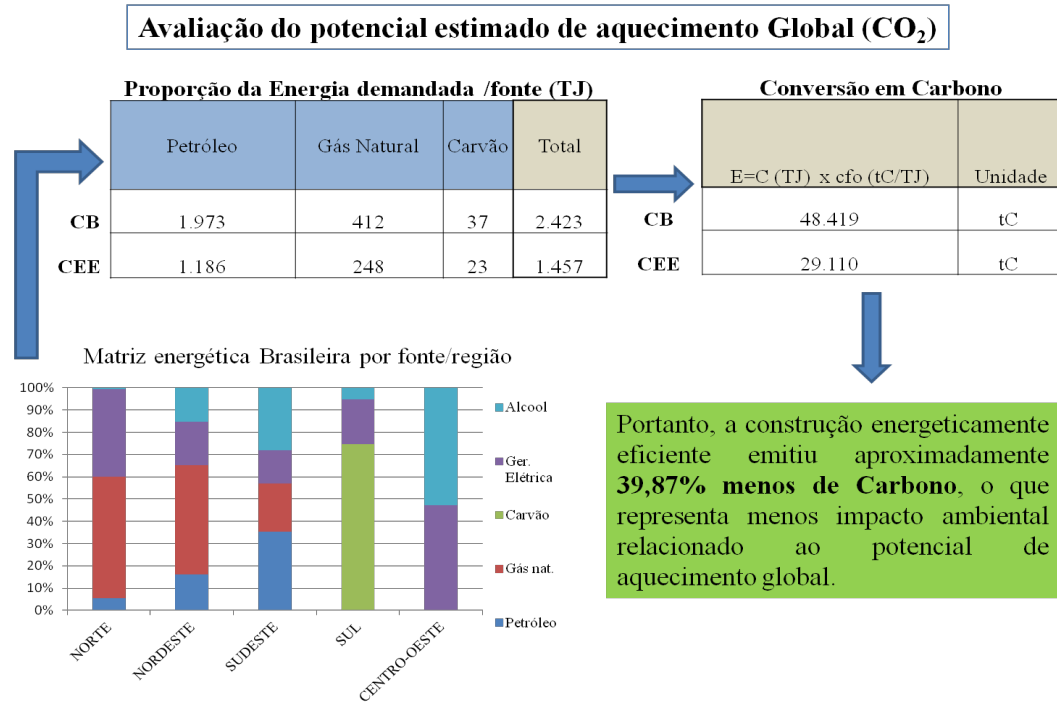 Avaliação do potencial estimado de aquecimento Global (CO₂)
Proporção da Energia demandada /fonte (TJ)
Petróleo Gás Natural Carvão Total
CB 1.973 412 37 2.423
CEE 1.186 248 23 1.457
Conversão em Carbono
E=C (TJ) x cfo (tC/TJ) Unidade
CB 48.419 tC
CEE 29.110 tC
Matriz energética Brasileira por fonte/região
100%
90%
80%
70%
60%
50%
40%
30%
20%
10%
0%
NORTE
NORDESTE
SUDESTE
SUL
CENTRO-OESTE
Alcool
Ger.
Elétrica
Carvão
Gás nat.
Petróleo
Portanto, a construção energeticamente
eficiente emitiu aproximadamente
39,87% menos de Carbono, o que
representa menos impacto ambiental
relacionado ao potencial de
aquecimento global.